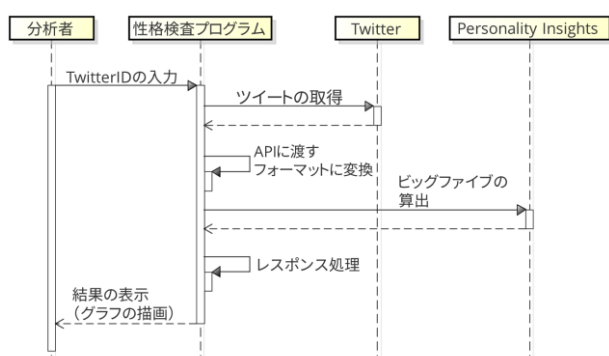 分析者
性格検査プログラム
Twitter
Personality Insights
TwitterIDの入力
ツイートの取得
APIに渡す
フォーマットに変換
ビッグファイブの
算出
レスポンス処理
結果の表示
（グラフの描画）